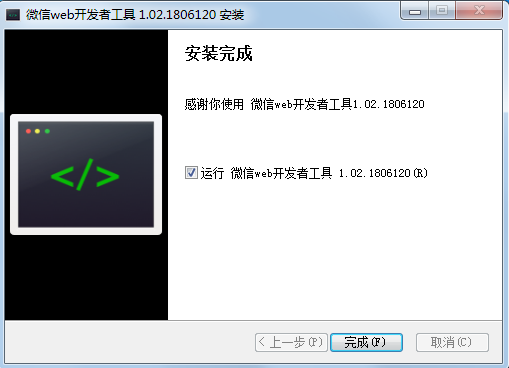 微信web开发者工具 1.02.1806120 安装
安装完成
感谢你使用 微信web开发者工具1.02.1806120
运行 微信web开发者工具 1.02.1806120(R)
</>
< 上一步(P) 完成(F) 取消(C)